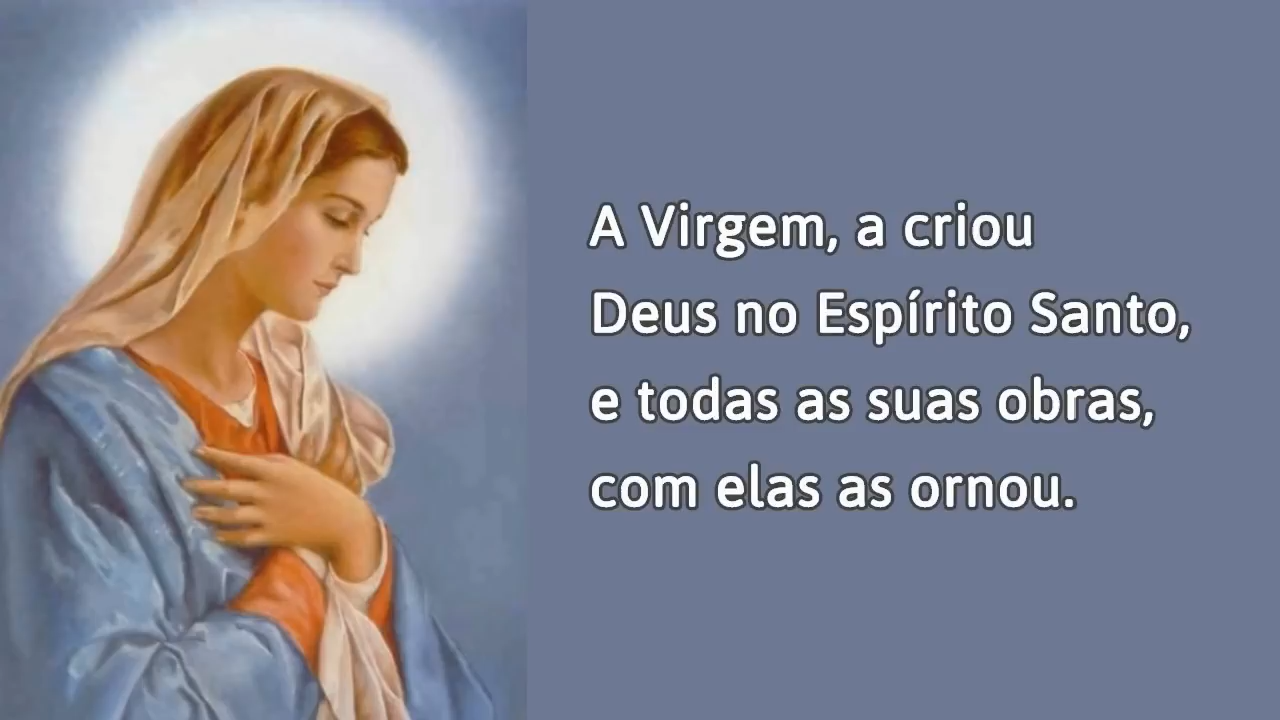 A Virgem, a criou
Deus no Espírito Santo,
e todas as suas obras,
com elas as ornou.